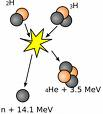 ²H
³H
⁴He + 3.5 MeV
n + 14.1 MeV